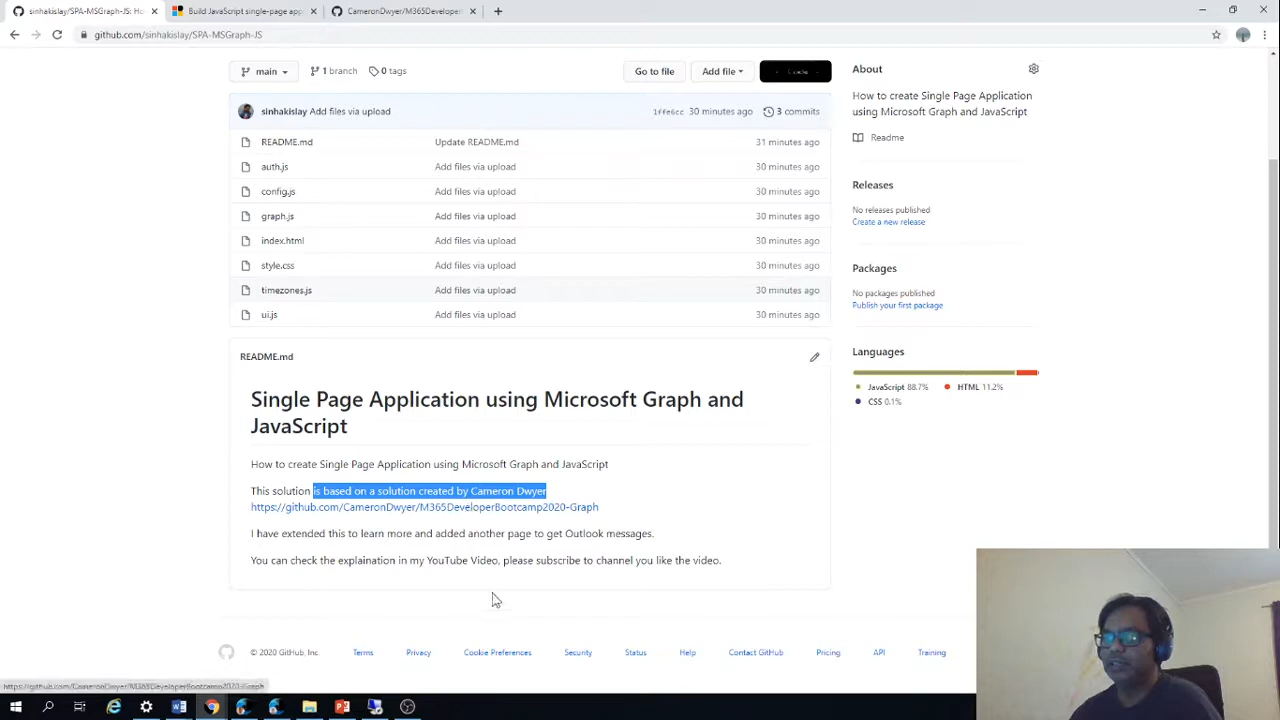 sinhakislay/SPA-MSGraph-JS: Ho
Build JavaScript single-page app
CameronDwyer/M365Developer
github.com/sinhakislay/SPA-MSGraph-JS
main
1 branch
0 tags
Go to file
Add file
sinhakislay Add files via upload
1ffe6cc 30 minutes ago
3 commits
README.md
Update README.md
31 minutes ago
auth.js
Add files via upload
30 minutes ago
config.js
Add files via upload
30 minutes ago
graph.js
Add files via upload
30 minutes ago
index.html
Add files via upload
30 minutes ago
style.css
Add files via upload
30 minutes ago
timezones.js
Add files via upload
30 minutes ago
ui.js
Add files via upload
30 minutes ago
README.md
Single Page Application using Microsoft Graph and
JavaScript
How to create Single Page Application using Microsoft Graph and JavaScript
This solution is based on a solution created by Cameron Dwyer
https://github.com/CameronDwyer/M365DeveloperBootcamp2020-Graph
I have extended this to learn more and added another page to get Outlook messages.
You can check the explaination in my YouTube Video, please subscribe to channel you like the video.
About
How to create Single Page Application
using Microsoft Graph and JavaScript
Readme
Releases
No releases published
Create a new release
Packages
No packages published
Publish your first package
Languages
JavaScript 88.7%
HTML 11.2%
CSS 0.1%
© 2020 GitHub, Inc.
Terms
Privacy
Cookie Preferences
Security
Status
Help
Contact GitHub
Pricing
API
Training
https://github.com/CameronDwyer/M365DeveloperBootcamp2020-Graph